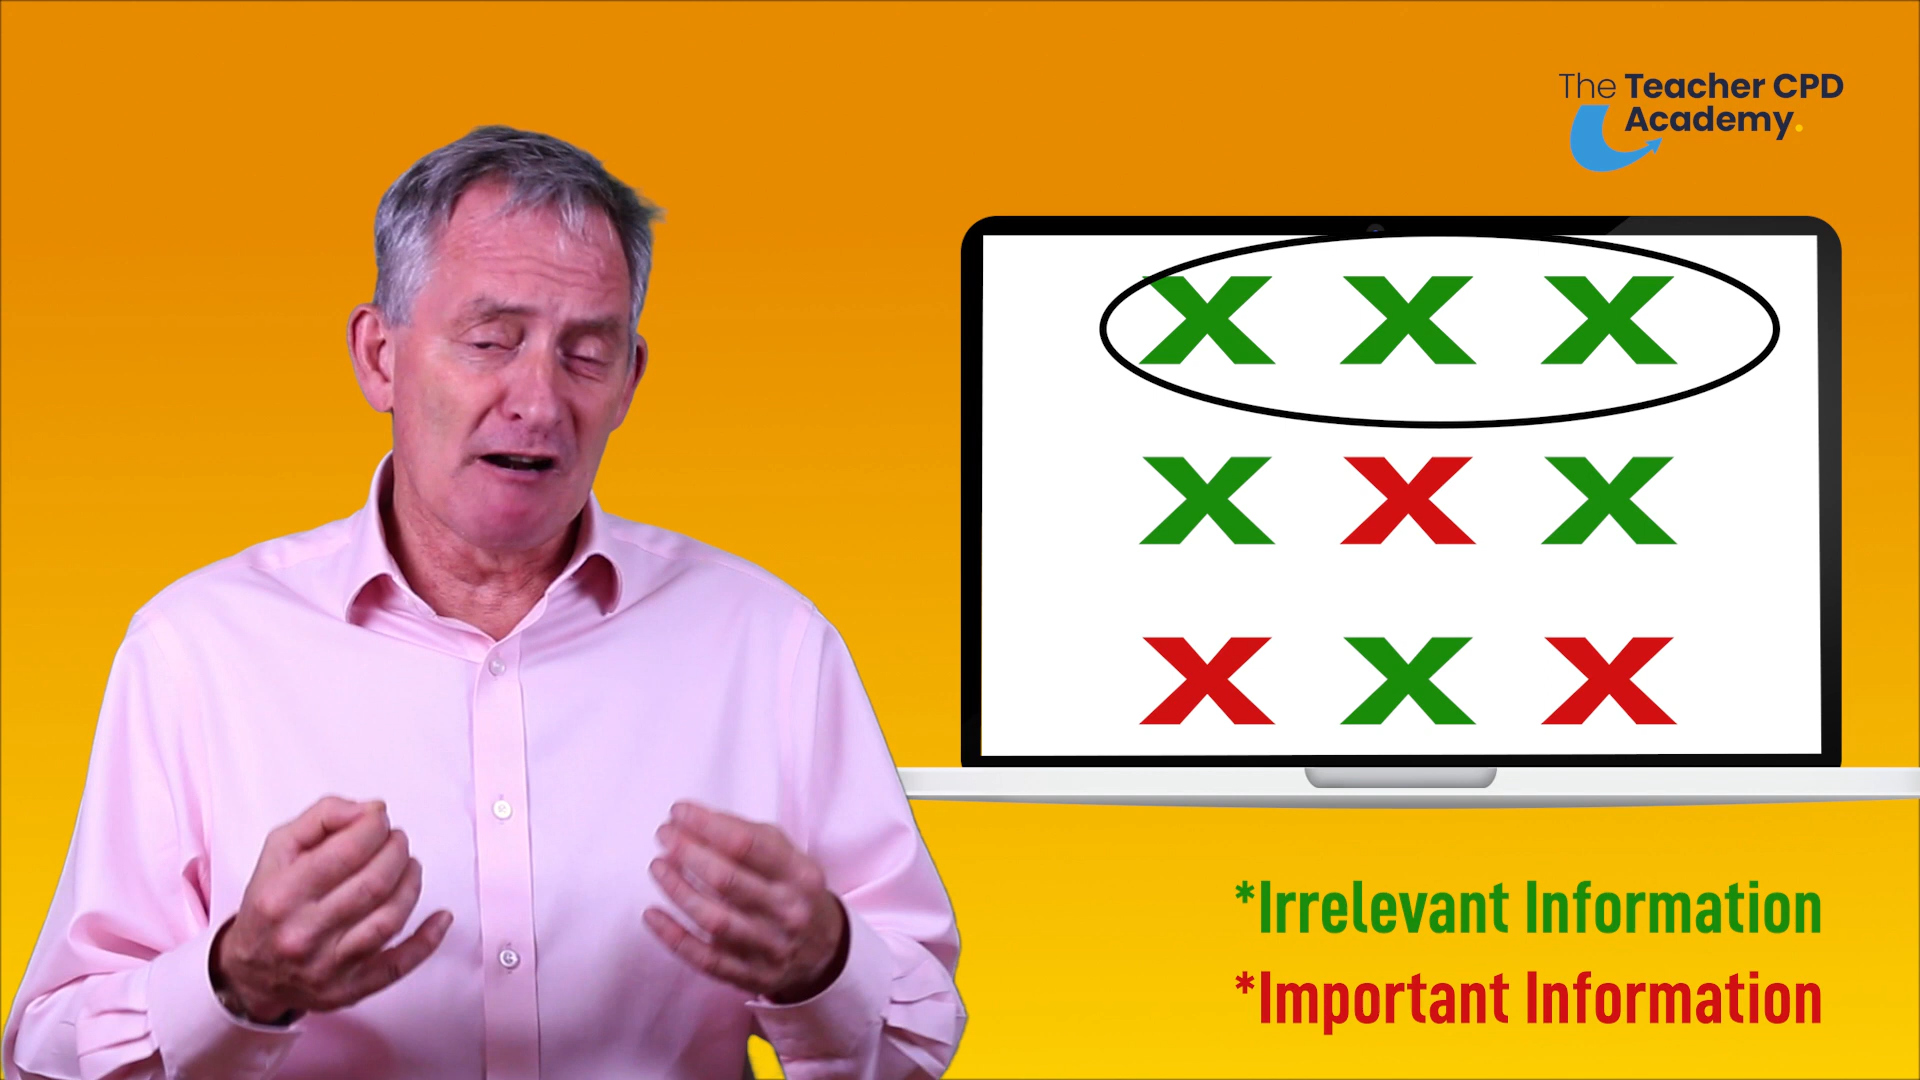 The Teacher CPD
Academy.
X X X
X X X
X X X
*Irrelevant Information
*Important Information